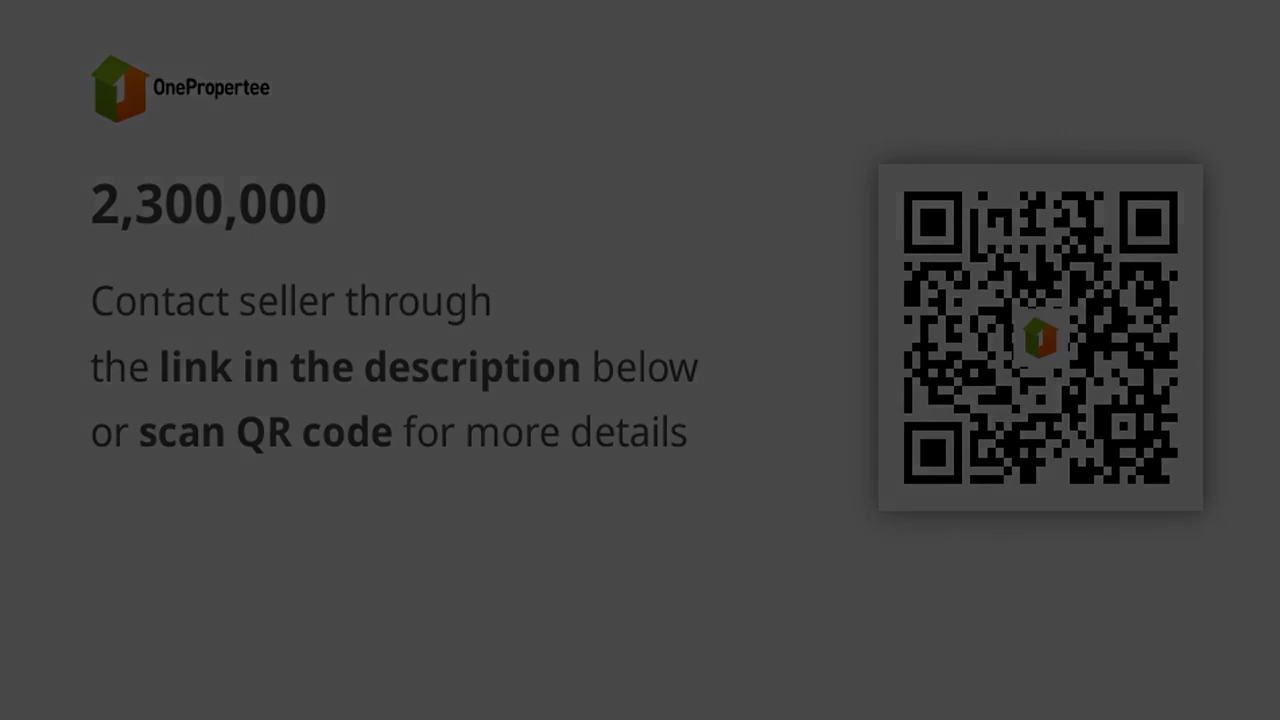 OnePropertee
2,300,000
Contact seller through
the link in the description below
or scan QR code for more details